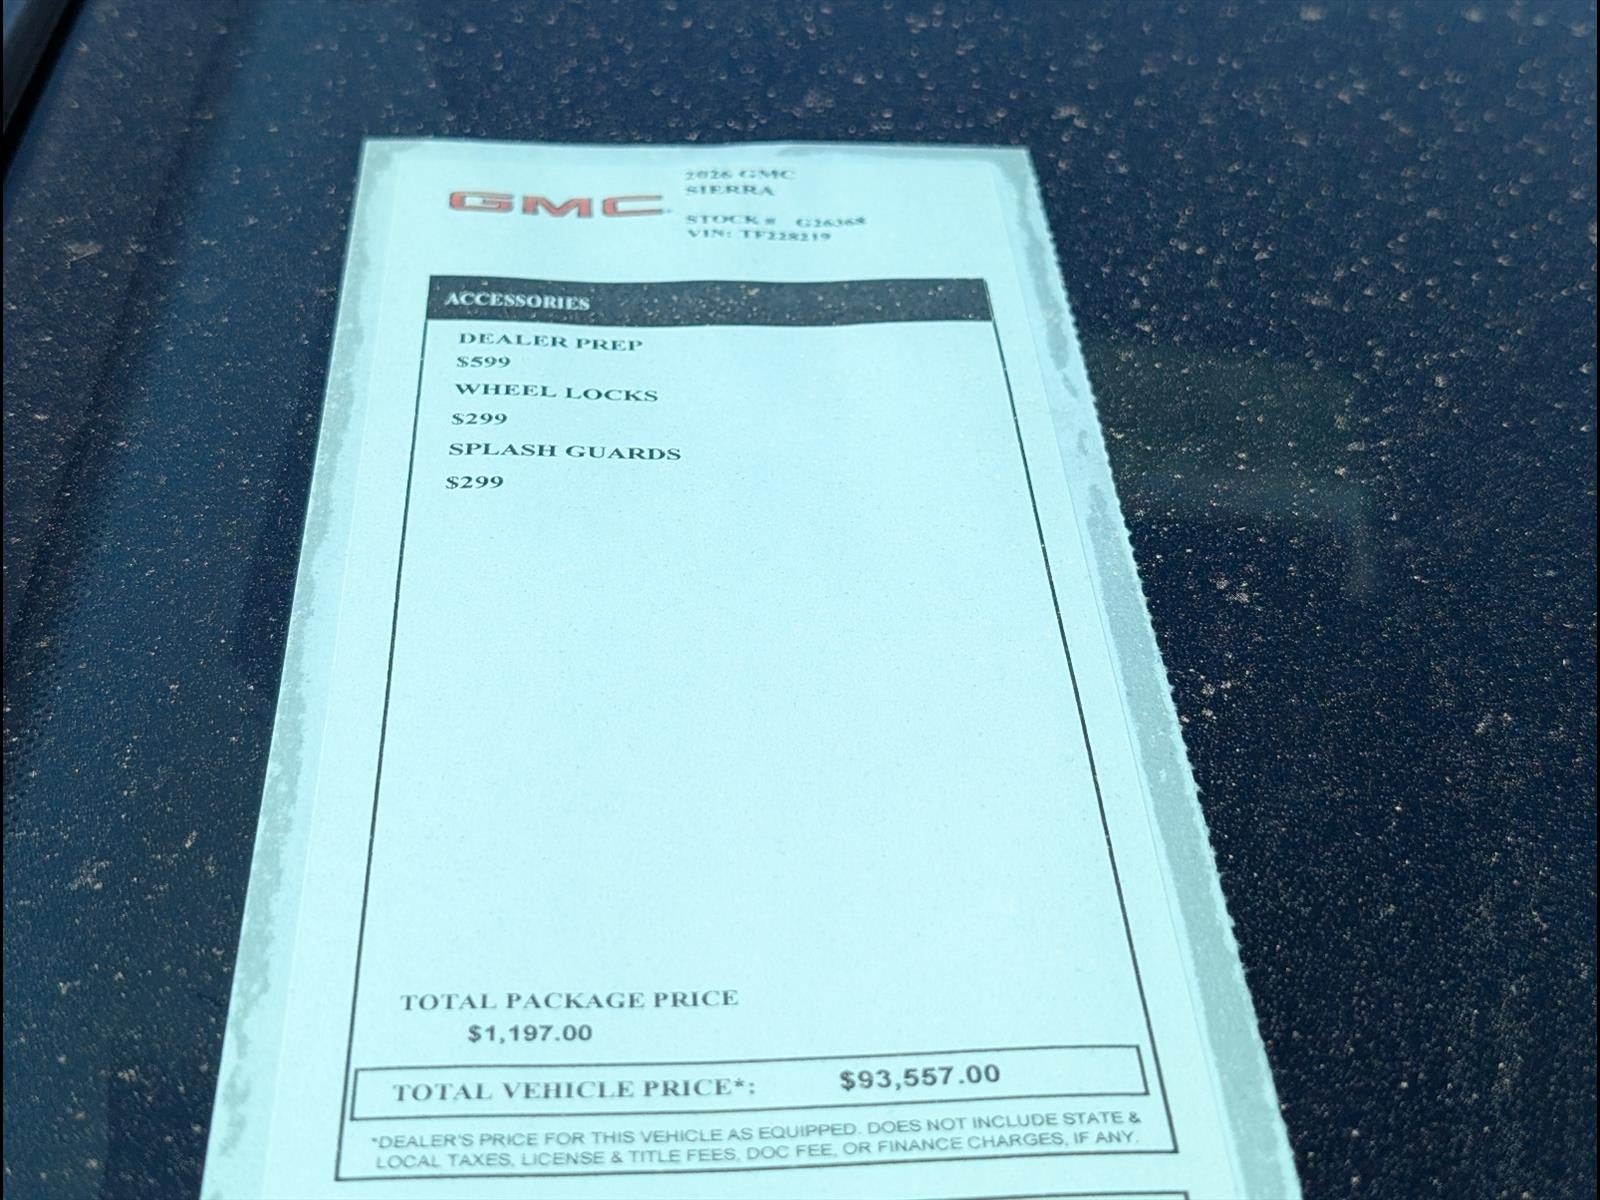 GMC
2026 GMC
SIERRA
STOCK # G26368
VIN: TF228219
ACCESSORIES
DEALER PREP
$599
WHEEL LOCKS
$299
SPLASH GUARDS
$299
TOTAL PACKAGE PRICE
$1,197.00
TOTAL VEHICLE PRICE*: $93,557.00
*DEALER'S PRICE FOR THIS VEHICLE AS EQUIPPED. DOES NOT INCLUDE STATE &
LOCAL TAXES, LICENSE & TITLE FEES, DOC FEE, OR FINANCE CHARGES, IF ANY.